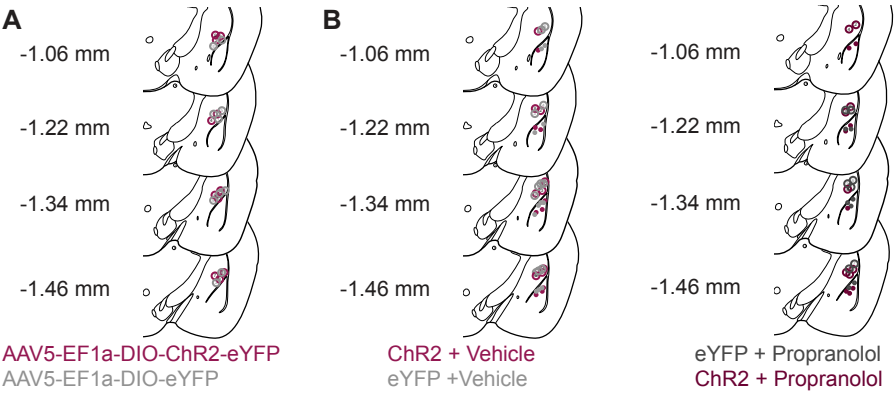 A
B
-1.06 mm
-1.22 mm
-1.34 mm
-1.46 mm
AAV5-EF1a-DIO-ChR2-eYFP
AAV5-EF1a-DIO-eYFP
-1.06 mm
-1.22 mm
-1.34 mm
-1.46 mm
ChR2 + Vehicle
eYFP +Vehicle
-1.06 mm
-1.22 mm
-1.34 mm
-1.46 mm
eYFP + Propranolol
ChR2 + Propranolol